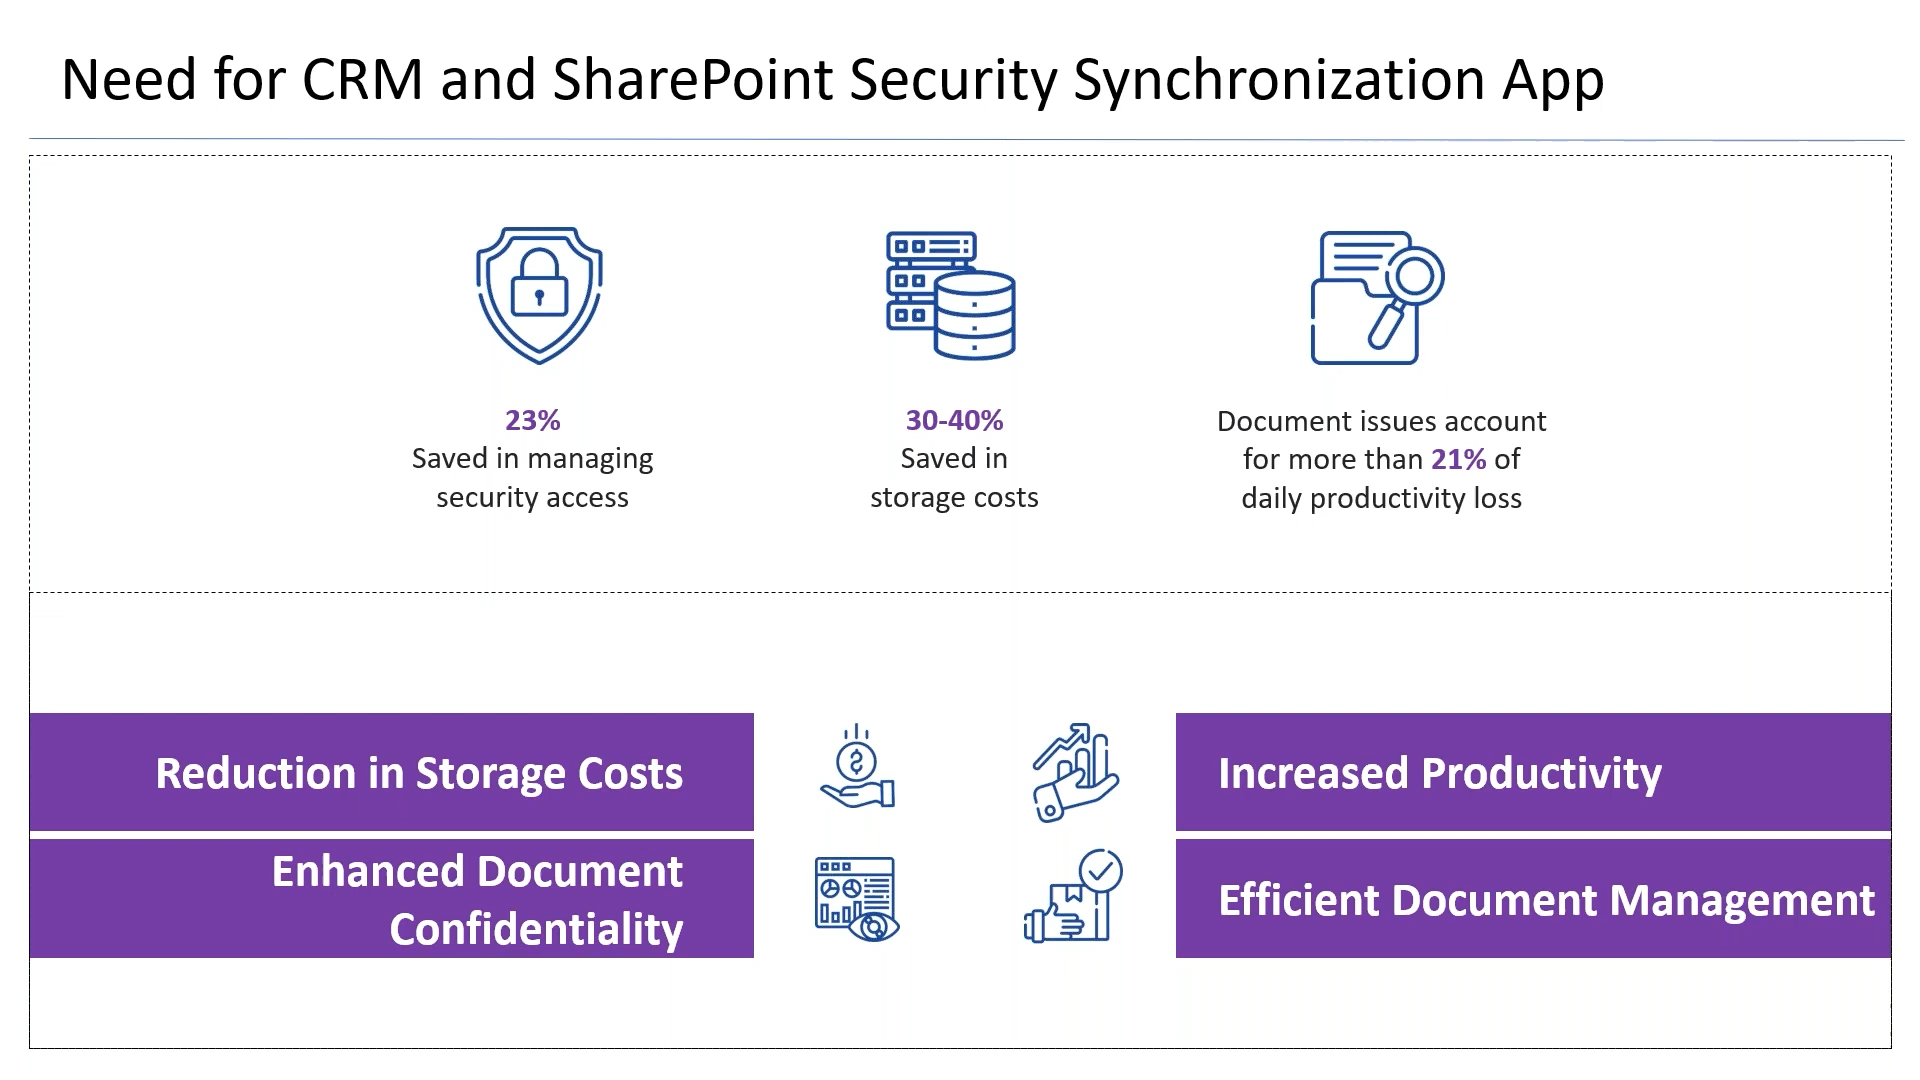 Need for CRM and SharePoint Security Synchronization App
23%
Saved in managing
security access
30-40%
Saved in
storage costs
Document issues account
for more than 21% of
daily productivity loss
Reduction in Storage Costs
Increased Productivity
Enhanced Document
Confidentiality
Efficient Document Management